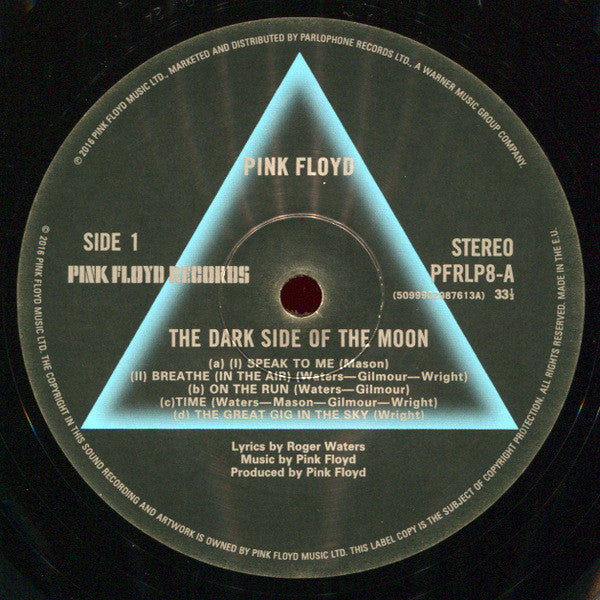 ℗ 2016 PINK FLOYD MUSIC LTD., MARKETED AND DISTRIBUTED BY PARLOPHONE RECORDS LTD., A WARNER MUSIC GROUP COMPANY.
PINK FLOYD
SIDE 1
STEREO
PINK FLOYD RECORDS
PFRLP8-A
33⅓
THE DARK SIDE OF THE MOON
(a) (I) SPEAK TO ME (Mason)
(II) BREATHE (IN THE AIR) (Waters—Gilmour—Wright)
(b) ON THE RUN (Waters—Gilmour)
(c)TIME (Waters—Mason—Gilmour—Wright)
(d) THE GREAT GIG IN THE SKY (Wright)
Lyrics by Roger Waters
Music by Pink Floyd
Produced by Pink Floyd
© 2016 PINK FLOYD MUSIC LTD. THE COPYRIGHT IN THIS SOUND RECORDING AND ARTWORK IS OWNED BY PINK FLOYD MUSIC LTD. THIS LABEL COPY IS THE SUBJECT OF COPYRIGHT PROTECTION. ALL RIGHTS RESERVED. MADE IN THE E.U.